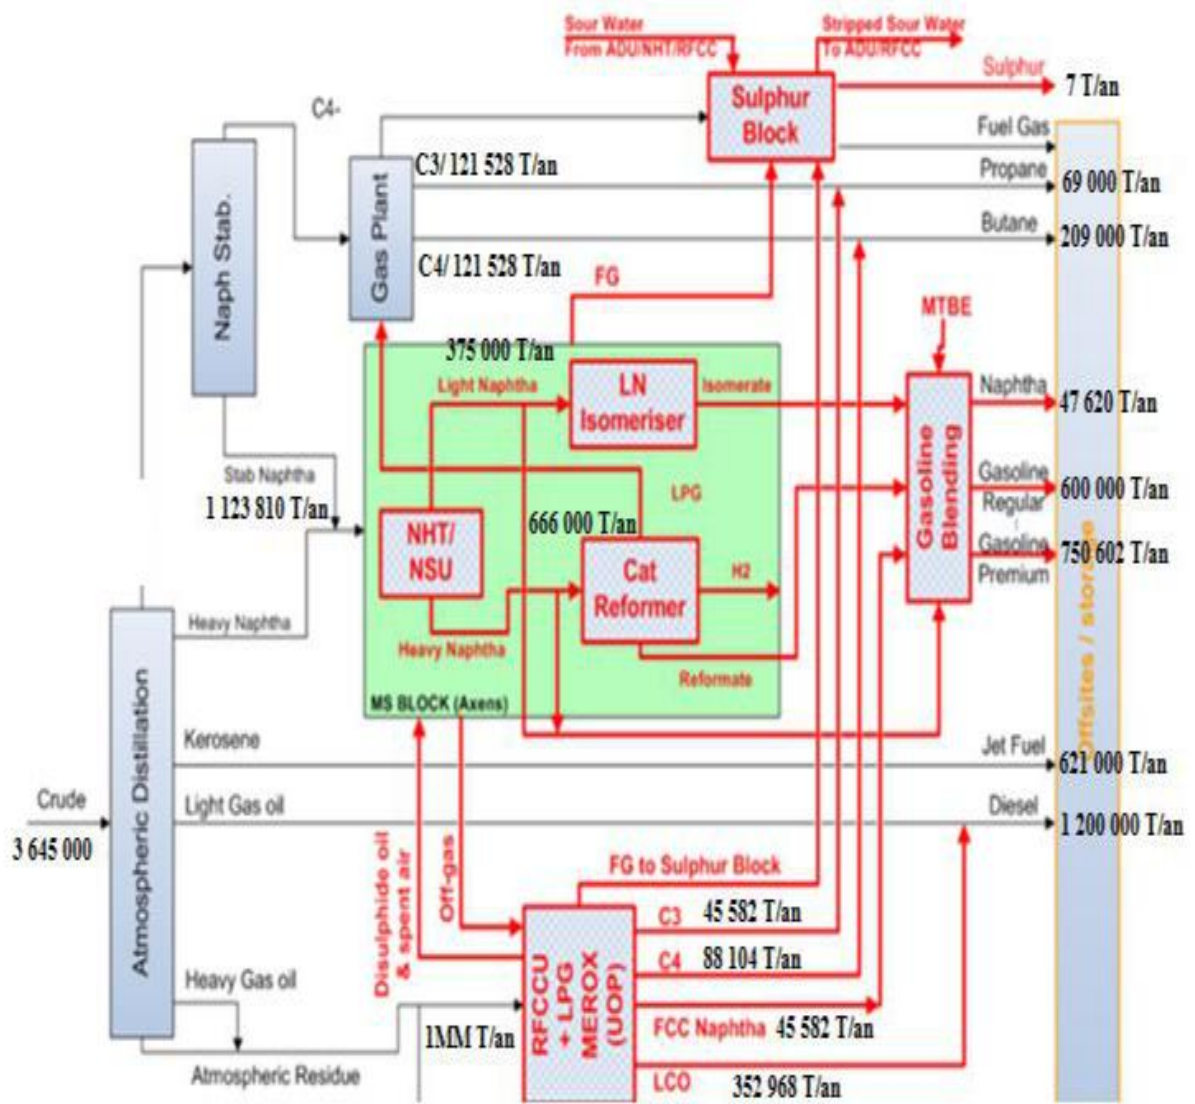 Sour Water
From ADU/NHT/RFCC
Stripped Sour Water
To ADU/RFCC
Sulphur
7 T/an
Sulphur
Block
C4-
Fuel Gas
C3/ 121 528 T/an
Propane
69 000 T/an
Naph Stab.
Gas Plant
Butane
209 000 T/an
C4/ 121 528 T/an
FG
MTBE
375 000 T/an
Light Naphtha
LN
Isomeriser
Isomerate
Naphtha
47 620 T/an
Gasoline
Blending
Stab Naphtha
1 123 810 T/an
LPG
Gasoline
Regular
600 000 T/an
NHT/
NSU
666 000 T/an
Cat
Reformer
H2
Gasoline
Premium
750 602 T/an
Heavy Naphtha
Heavy Naphtha
Reformate
MS BLOCK (Axens)
Offsites / storage
Atmospheric Distillation
Kerosene
Jet Fuel
621 000 T/an
Crude
3 645 000
Light Gas oil
Diesel
1 200 000 T/an
Disulphide oil
& spent air
Off-gas
FG to Sulphur Block
C3
45 582 T/an
C4
88 104 T/an
RFCCU
+ LPG
MEROX
(UOP)
FCC Naphtha
45 582 T/an
Heavy Gas oil
1MM T/an
Atmospheric Residue
LCO
352 968 T/an